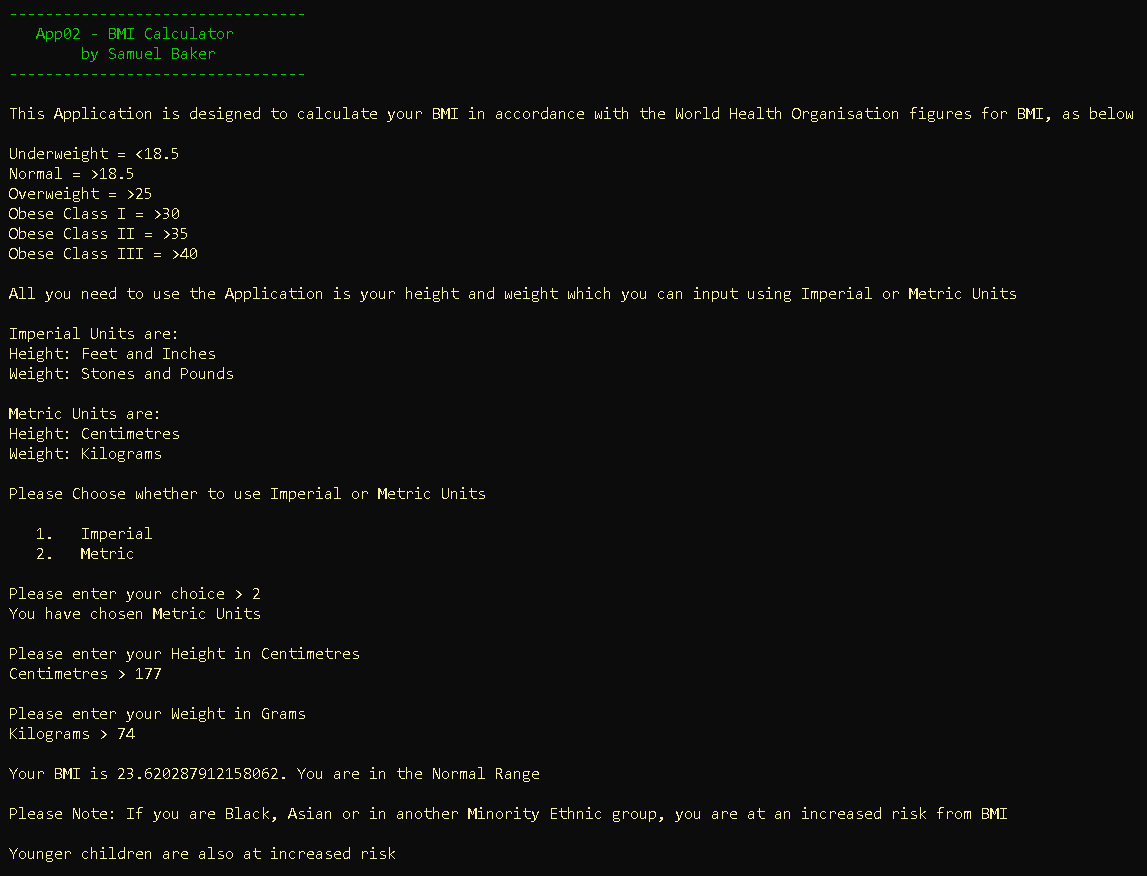 ---------------------------------
App02 - BMI Calculator
by Samuel Baker
---------------------------------
This Application is designed to calculate your BMI in accordance with the World Health Organisation figures for BMI, as below
Underweight = <18.5
Normal = >18.5
Overweight = >25
Obese Class I = >30
Obese Class II = >35
Obese Class III = >40
All you need to use the Application is your height and weight which you can input using Imperial or Metric Units
Imperial Units are:
Height: Feet and Inches
Weight: Stones and Pounds
Metric Units are:
Height: Centimetres
Weight: Kilograms
Please Choose whether to use Imperial or Metric Units
1. Imperial
2. Metric
Please enter your choice > 2
You have chosen Metric Units
Please enter your Height in Centimetres
Centimetres > 177
Please enter your Weight in Grams
Kilograms > 74
Your BMI is 23.620287912158062. You are in the Normal Range
Please Note: If you are Black, Asian or in another Minority Ethnic group, you are at an increased risk from BMI
Younger children are also at increased risk